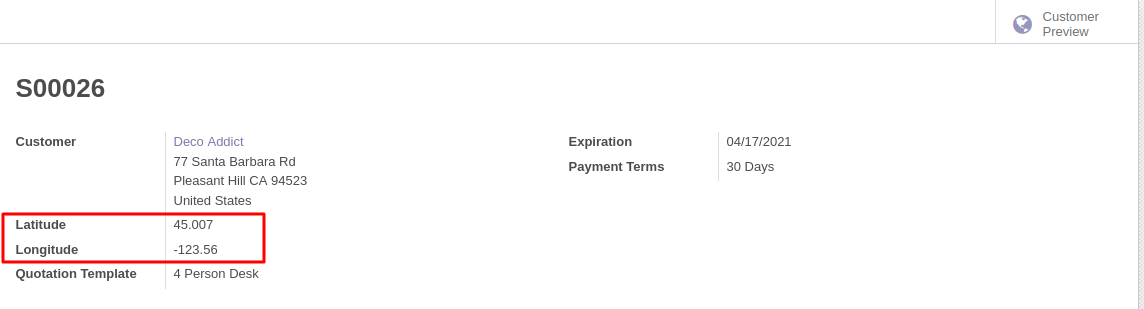 Customer
Preview
S00026
Customer Deco Addict
77 Santa Barbara Rd
Pleasant Hill CA 94523
United States
Latitude 45.007
Longitude -123.56
Quotation Template 4 Person Desk
Expiration 04/17/2021
Payment Terms 30 Days